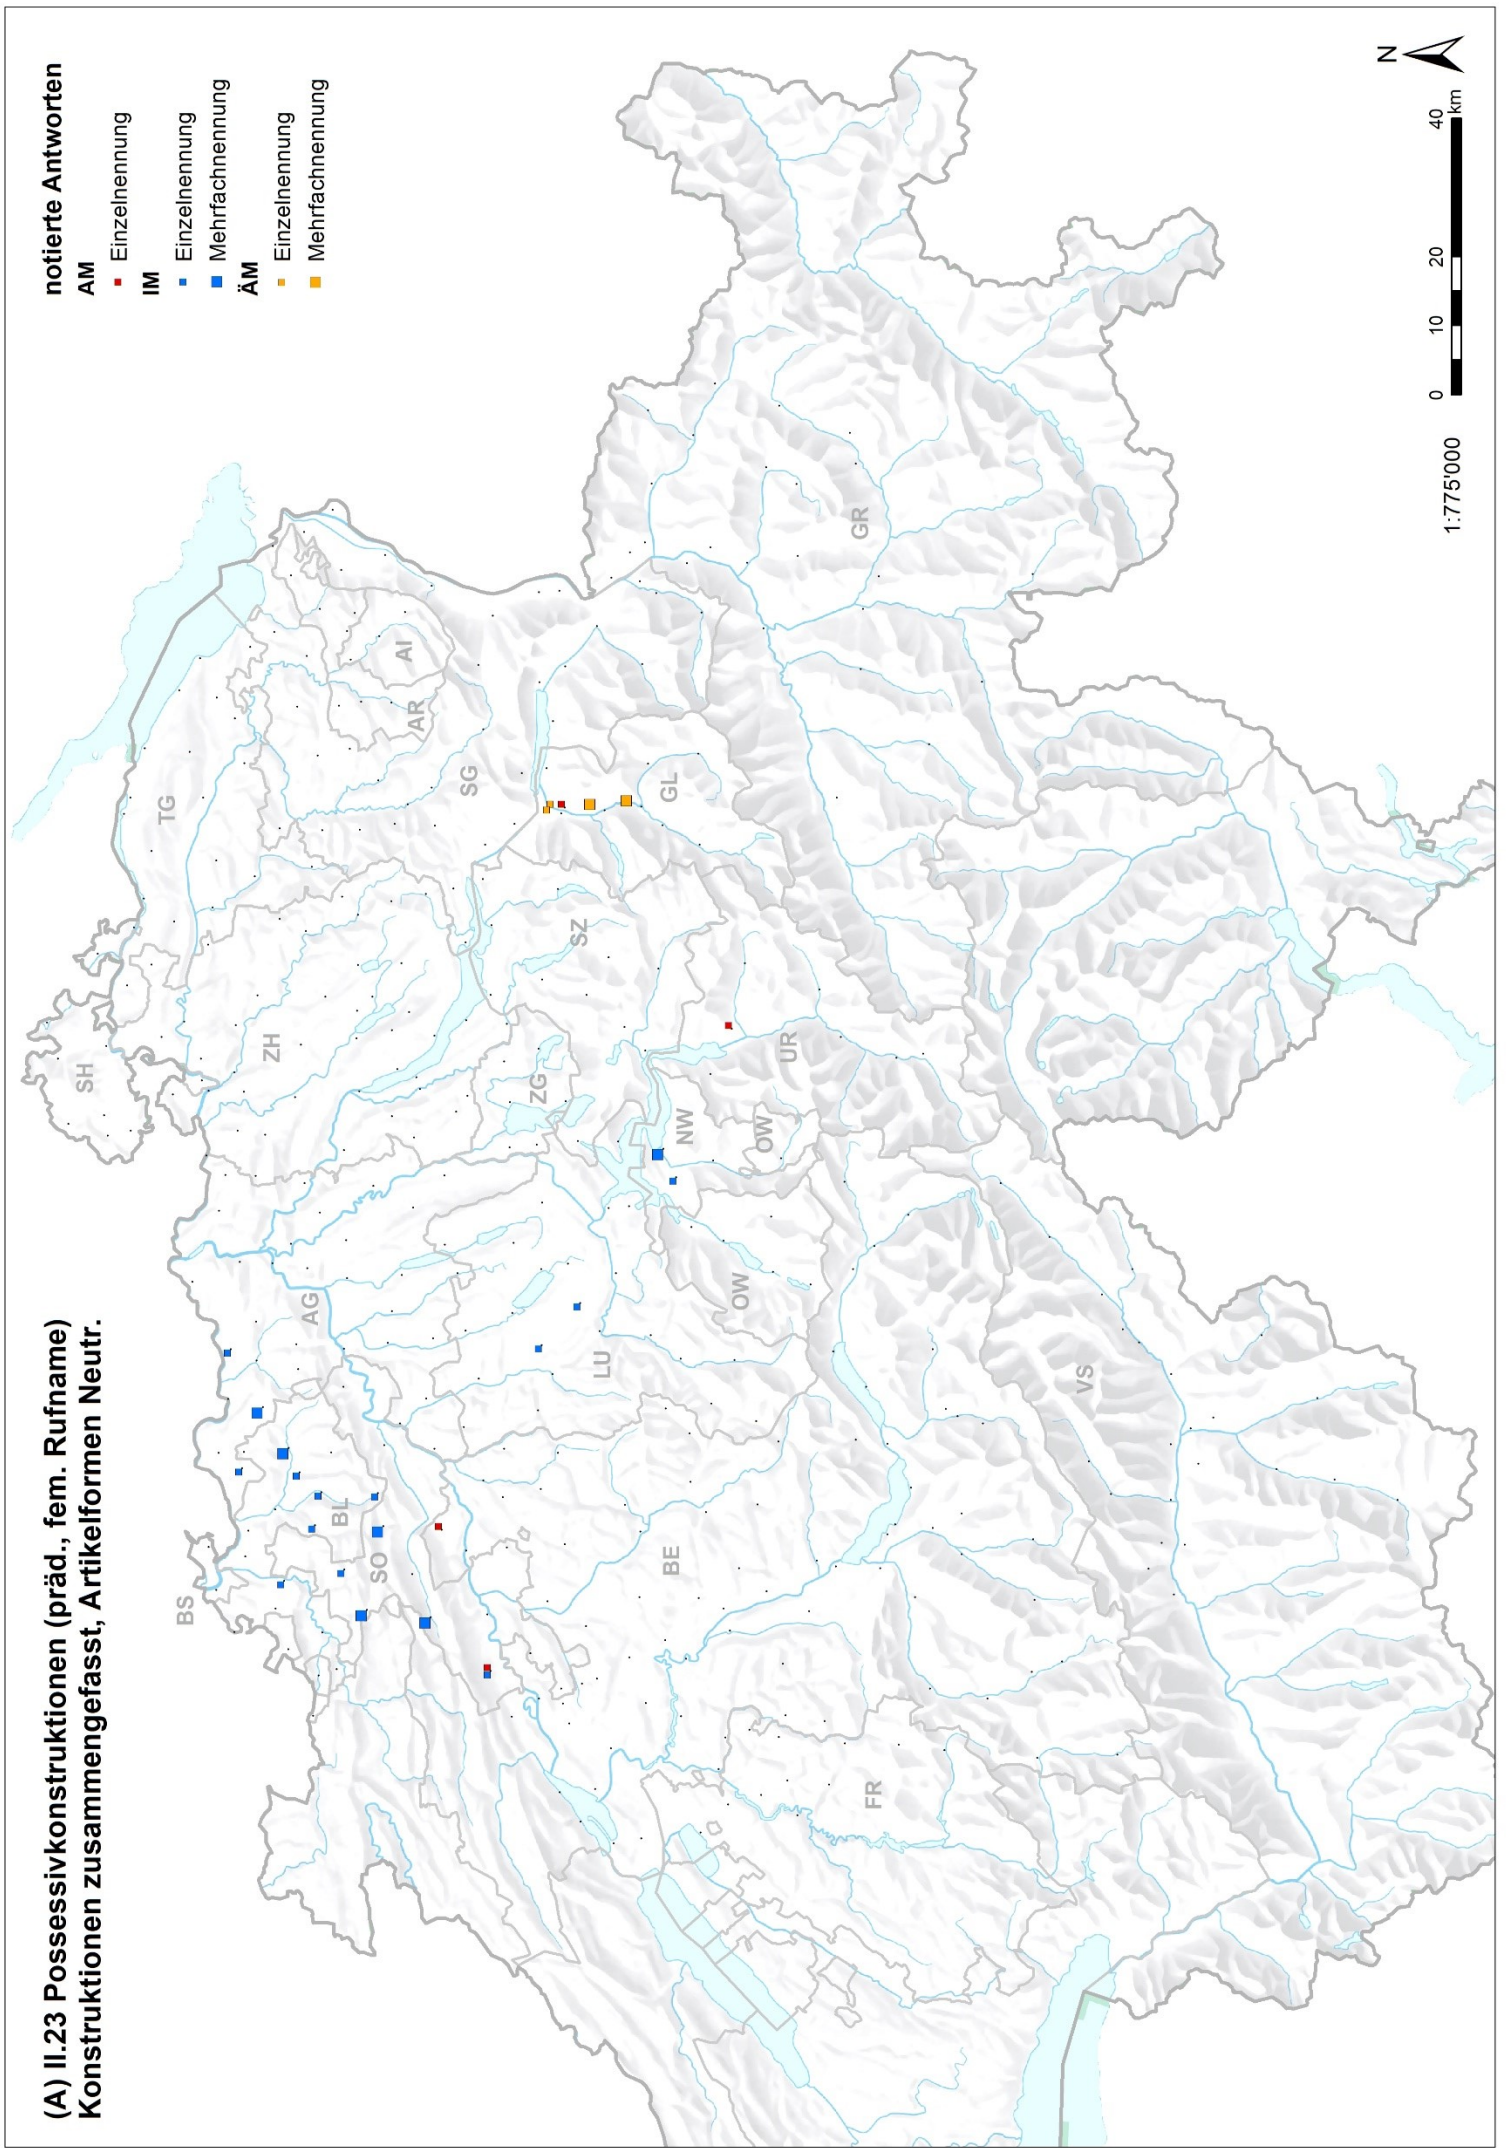 (A) II.23 Possessivkonstruktionen (präd., fem. Rufname)
Konstruktionen zusammengefasst, Artikelformen Neutr.
notierte Antworten
AM
Einzelnennung
IM
Einzelnennung
Mehrfachnennung
ÄM
Einzelnennung
Mehrfachnennung
SH
BS
TG
ZH
AG
BL
SO
AI
AR
SG
ZG
SZ
LU
GL
NW
OW
OW
UR
BE
GR
FR
VS
N
1:775'000
0 10 20 40
km